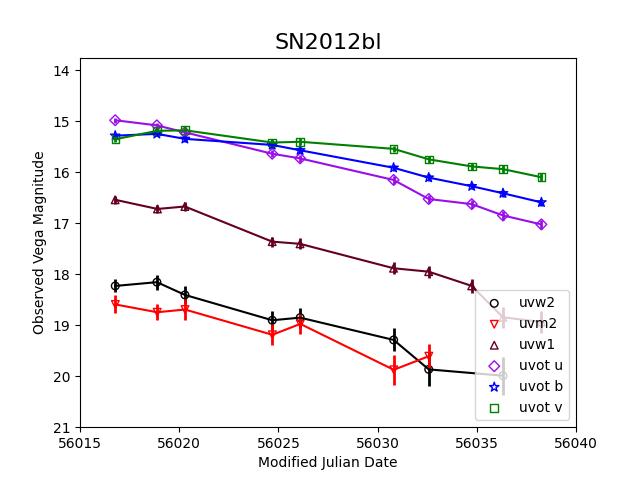 SN2012bl
14
15
16
17
18
19
20
21
Observed Vega Magnitude
56015 56020 56025 56030 56035 56040
Modified Julian Date
uvw2
uvm2
uvw1
uvot u
uvot b
uvot v